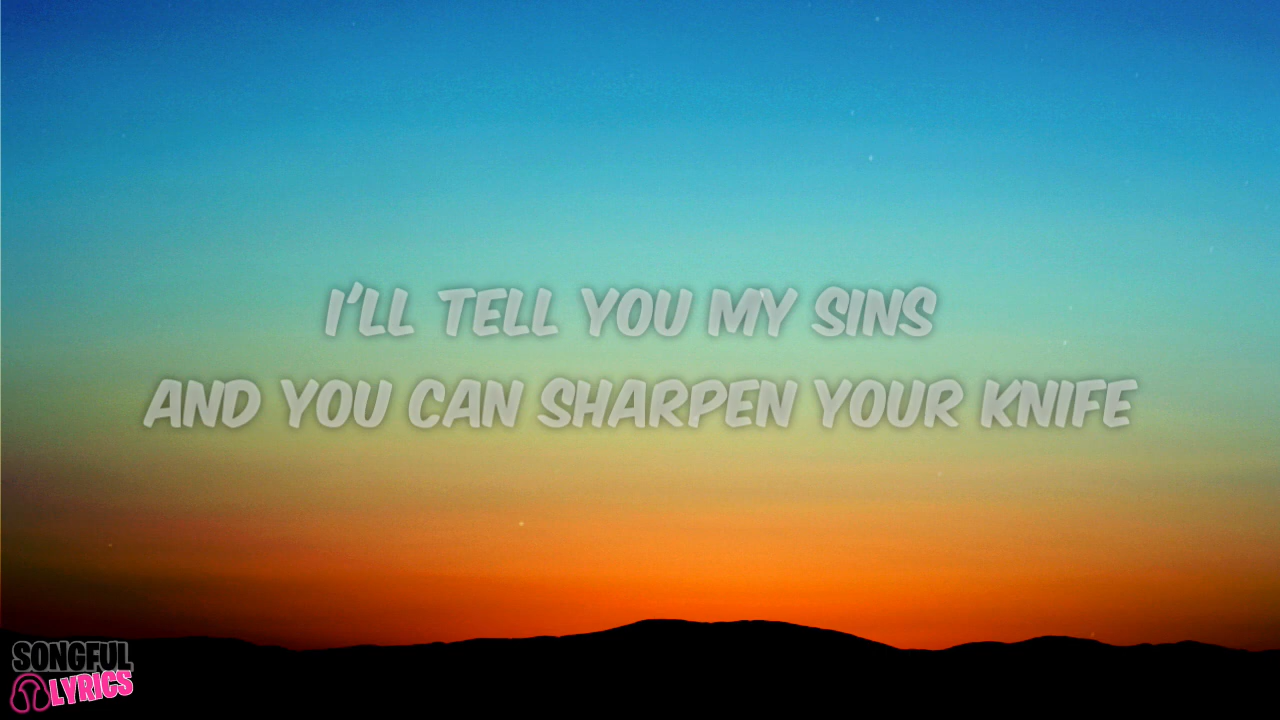 I'LL TELL YOU MY SINS
AND YOU CAN SHARPEN YOUR KNIFE
SONGFUL
LYRICS